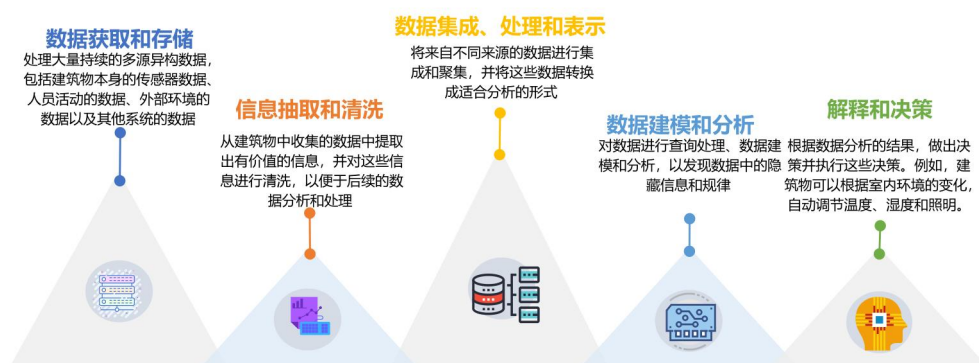 数据获取和存储
处理大量持续的多源异构数据，
包括建筑物本身的传感器数据、
人员活动的数据、外部环境的
数据以及其他系统的数据
信息抽取和清洗
从建筑物中收集的数据中提取
出有价值的信息，并对这些信
息进行清洗，以便于后续的数
据分析和处理
数据集成、处理和表示
将来自不同来源的数据进行集
成和聚集，并将这些数据转换
成适合分析的形式
数据建模和分析
对数据进行查询处理、数据建
模和分析，以发现数据中的隐
藏信息和规律
解释和决策
根据数据分析的结果，做出决
策并执行这些决策。例如，建
筑物可以根据室内环境的变化，
自动调节温度、湿度和照明。